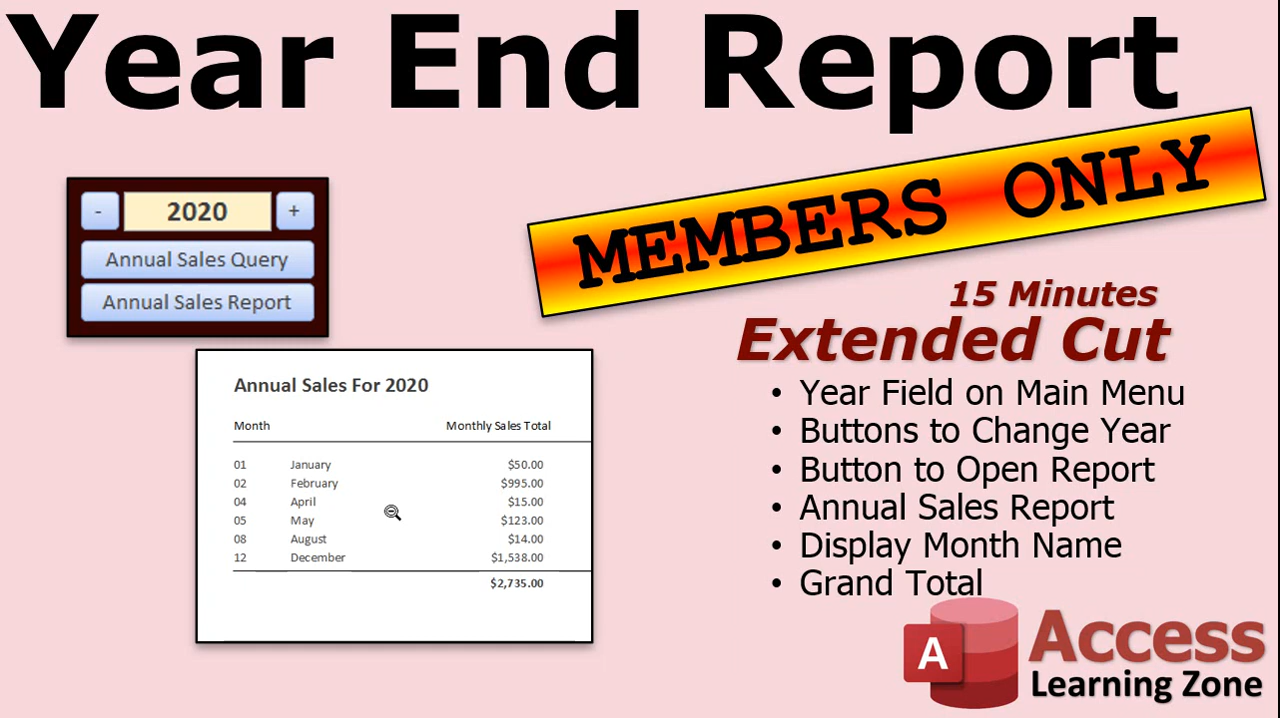 Year End Report
MEMBERS ONLY
- 2020 +
Annual Sales Query
Annual Sales Report
15 Minutes
Extended Cut
• Year Field on Main Menu
• Buttons to Change Year
• Button to Open Report
• Annual Sales Report
• Display Month Name
• Grand Total
Annual Sales For 2020
Month Monthly Sales Total
01 January $50.00
02 February $995.00
04 April $15.00
05 May $123.00
08 August $14.00
12 December $1,538.00
$2,735.00
A
Access
Learning Zone